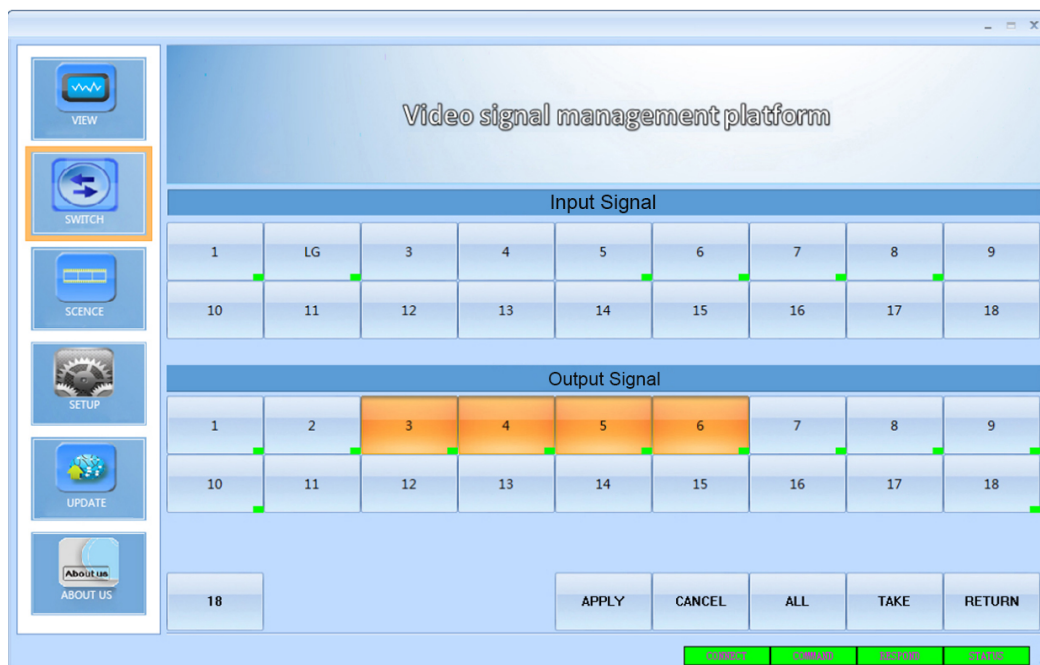 Video signal management platform
VIEW
SWITCH
SCENCE
SETUP
UPDATE
About us
ABOUT US
Input Signal
1 LG 3 4 5 6 7 8 9
10 11 12 13 14 15 16 17 18
Output Signal
1 2 3 4 5 6 7 8 9
10 11 12 13 14 15 16 17 18
18 APPLY CANCEL ALL TAKE RETURN
CONNECT COMMAND RESPOND STATUS